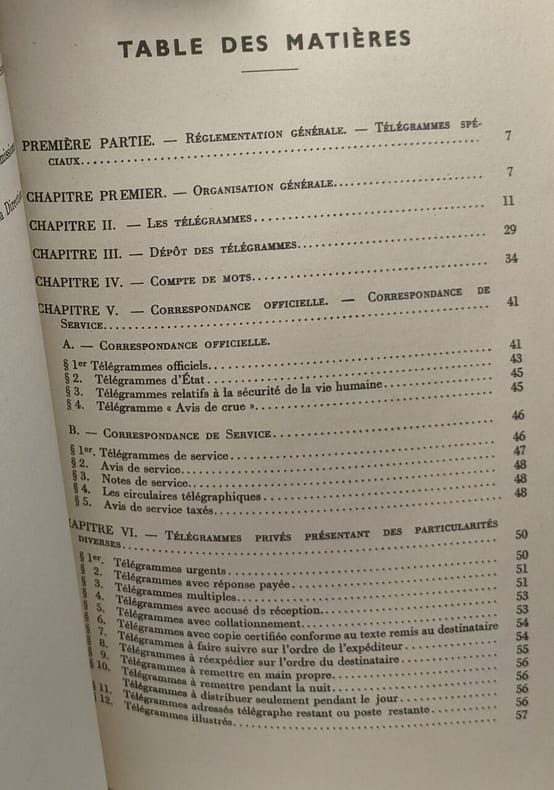 mission
TABLE DES MATIÈRES
PREMIÈRE PARTIE. — Réglementation générale. — Télégrammes spé-
ciaux........ 7
CHAPITRE PREMIER. — Organisation générale........ 7
CHAPITRE II. — Les télégrammes........ 11
CHAPITRE III. — Dépôt des télégrammes........ 29
CHAPITRE IV. — Compte de mots........ 34
CHAPITRE V. — Correspondance officielle. — Correspondance de
Service........ 41
A. — Correspondance officielle.
§ 1er Télégrammes officiels........ 41
§ 2. Télégrammes d'État........ 43
§ 3. Télégrammes relatifs à la sécurité de la vie humaine........ 45
§ 4. Télégramme « Avis de crue »........ 45
B. — Correspondance de Service........ 46
§ 1er. Télégrammes de service........ 46
§ 2. Avis de service........ 47
§ 3. Notes de service........ 48
§ 4. Les circulaires télégraphiques........ 48
§ 5. Avis de service taxés........ 48
APITRE VI. — Télégrammes privés présentant des particularités
diverses........ 50
§ 1er. Télégrammes urgents........ 50
§ 2. Télégrammes avec réponse payée........ 51
§ 3. Télégrammes multiples........ 51
§ 4. Télégrammes avec accusé de réception........ 53
§ 5. Télégrammes avec collationnement........ 53
§ 6. Télégrammes avec copie certifiée conforme au texte remis au destinataire 54
§ 7. Télégrammes à faire suivre sur l'ordre de l'expéditeur........ 54
§ 8. Télégrammes à réexpédier sur l'ordre du destinataire........ 55
§ 9. Télégrammes à remettre en main propre........ 56
§ 10. Télégrammes à remettre pendant la nuit........ 56
Télégrammes à distribuer seulement pendant le jour........ 56
§ 11. Télégrammes adressés télégraphe restant ou poste restante........ 56
§ 12. Télégrammes illustrés........ 57